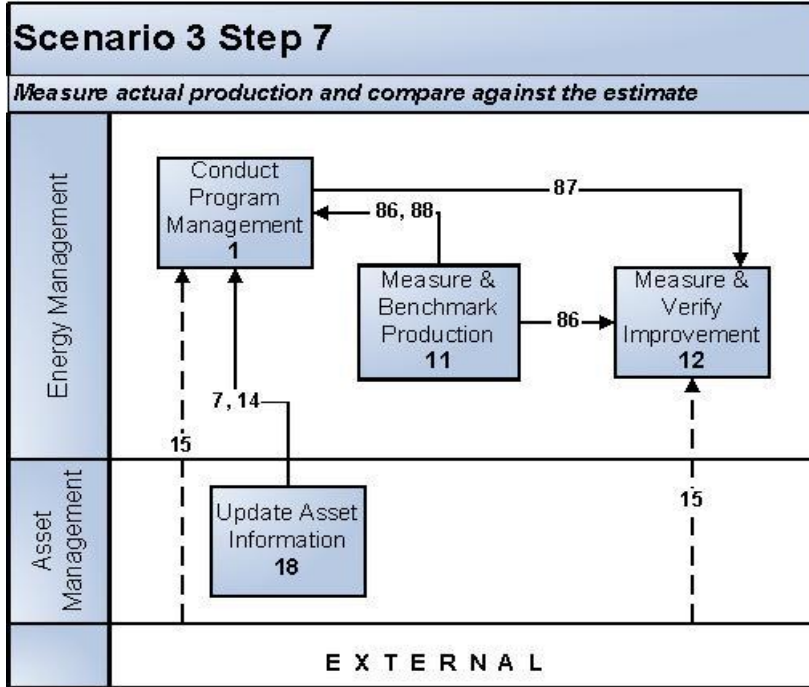 Scenario 3 Step 7
Measure actual production and compare against the estimate
Energy Management
Conduct
Program
Management
1
87
86, 88
Measure &
Benchmark
Production
11
86
Measure &
Verify
Improvement
12
7, 14
15
Asset
Management
Update Asset
Information
18
15
E X T E R N A L